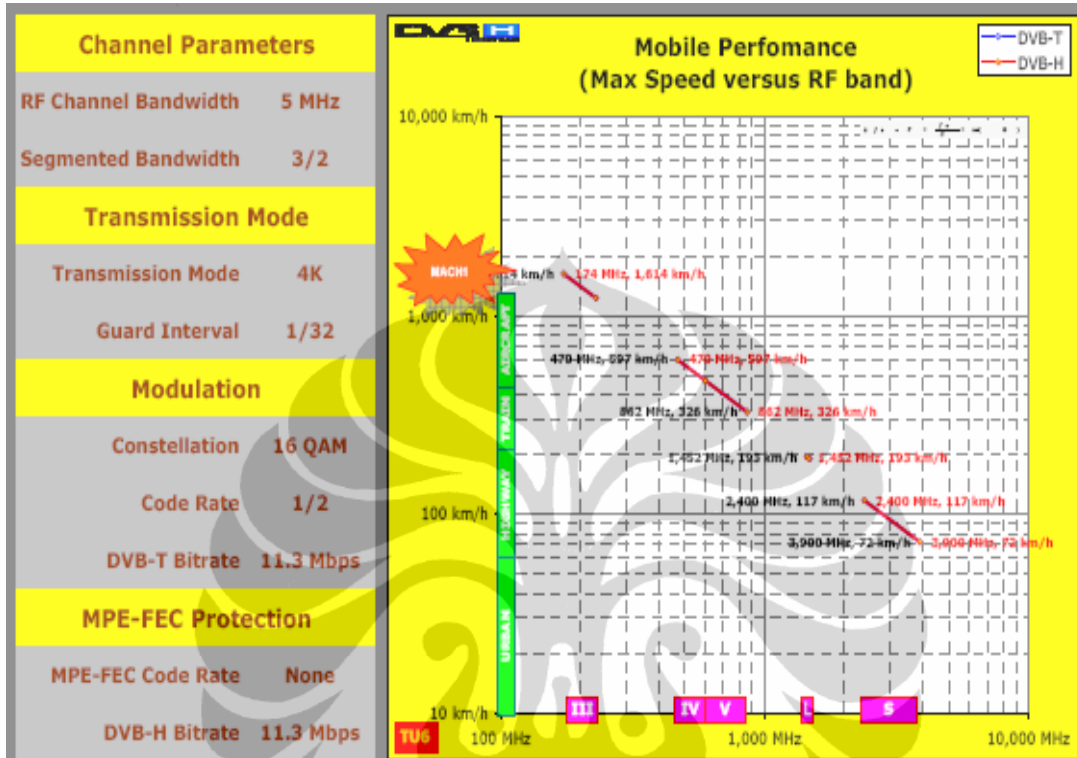 Channel Parameters
RF Channel Bandwidth 5 MHz
Segmented Bandwidth 3/2
Transmission Mode
Transmission Mode 4K
Guard Interval 1/32
Modulation
Constellation 16 QAM
Code Rate 1/2
DVB-T Bitrate 11.3 Mbps
MPE-FEC Protection
MPE-FEC Code Rate None
DVB-H Bitrate 11.3 Mbps
Mobile Perfomance
(Max Speed versus RF band)
DVB-T
DVB-H
10,000 km/h
MACH1
km/h
174 MHz, 1,614 km/h
1,000 km/h
AIRCRAFT
470 MHz, 597 km/h
470 MHz, 597 km/h
TRAIN
862 MHz, 326 km/h
862 MHz, 326 km/h
1,452 MHz, 193 km/h
1,452 MHz, 193 km/h
HIGHWAY
2,400 MHz, 117 km/h
2,400 MHz, 117 km/h
100 km/h
3,900 MHz, 72 km/h
3,900 MHz, 72 km/h
URBAN
III
IV
V
L
S
10 km/h
TU6
100 MHz
1,000 MHz
10,000 MHz